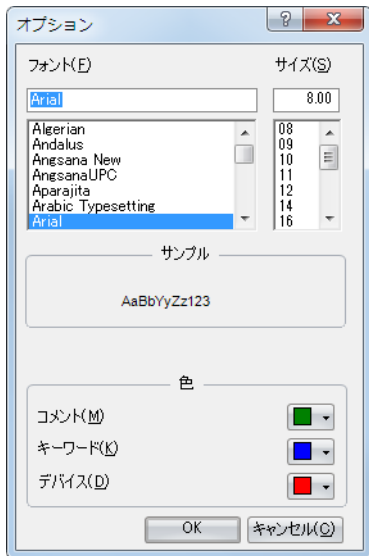 オプション
フォント(F)
サイズ(S)
Arial
8.00
Algerian
Andalus
Angsana New
AngsanaUPC
Aparajita
Arabic Typesetting
Arial
08
09
10
11
12
14
16
サンプル
AaBbYyZz123
色
コメント(M)
キーワード(K)
デバイス(D)
OK
キャンセル(C)